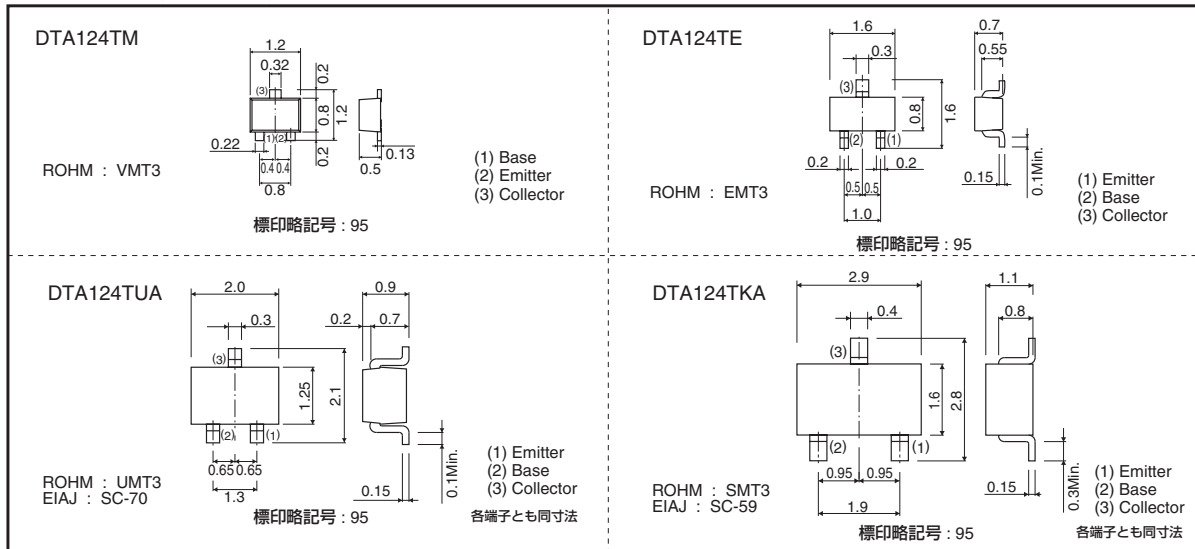 DTA124TM
1.2
0.32
0.2
(3)
0.8
1.2
(1) (2)
0.22
0.2
0.4 0.4
0.8
0.13
0.5
ROHM : VMT3
(1) Base
(2) Emitter
(3) Collector
標印略記号 : 95
DTA124TE
1.6
0.3
0.7
0.55
(3)
0.8
1.6
(2)
(1)
0.2
0.2
0.5 0.5
1.0
0.15
0.1Min.
ROHM : EMT3
(1) Emitter
(2) Base
(3) Collector
標印略記号 : 95
DTA124TUA
2.0
0.3
0.9
0.2
0.7
(3)
1.25
2.1
(2)
(1)
0.65 0.65
1.3
0.15
0.1Min.
ROHM : UMT3
EIAJ : SC-70
(1) Emitter
(2) Base
(3) Collector
標印略記号 : 95
各端子とも同寸法
DTA124TKA
2.9
0.4
1.1
0.8
(3)
1.6
2.8
(2)
(1)
0.95 0.95
1.9
0.15
0.3Min.
ROHM : SMT3
EIAJ : SC-59
(1) Emitter
(2) Base
(3) Collector
標印略記号 : 95
各端子とも同寸法